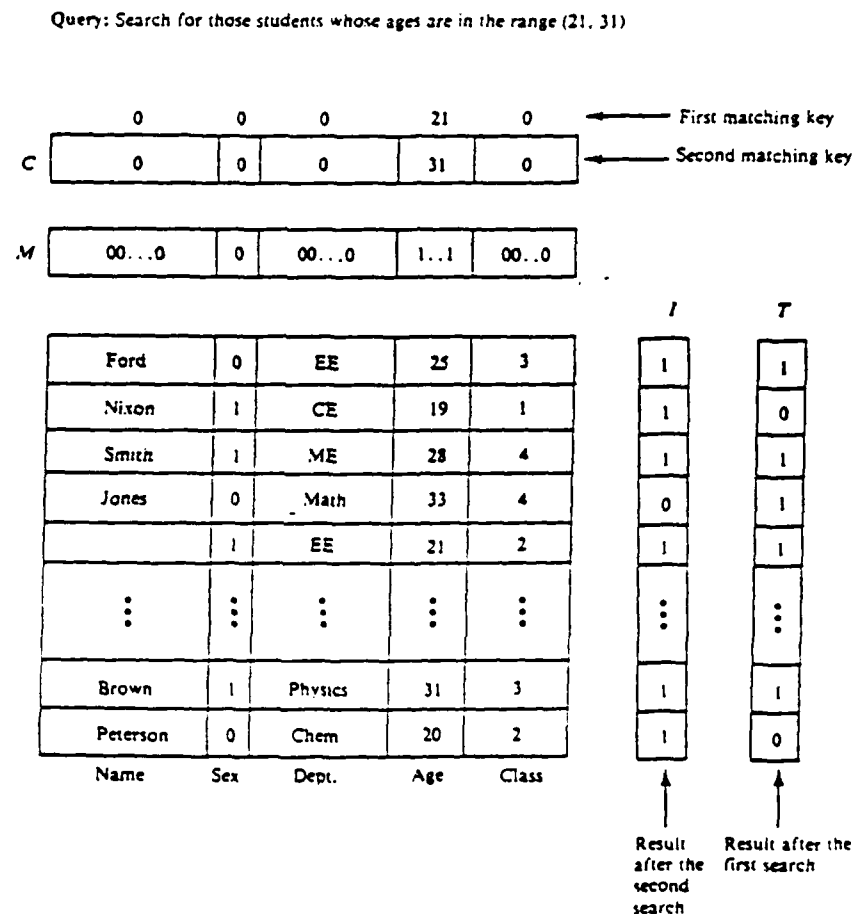 Query: Search for those students whose ages are in the range (21, 31)
0 0 0 21 0 First matching key
C 0 0 0 31 0 Second matching key
M 00...0 0 00...0 1..1 00..0
I T
Ford 0 EE 25 3 1 1
Nixon 1 CE 19 1 1 0
Smith 1 ME 28 4 1 1
Jones 0 Math 33 4 0 1
1 EE 21 2 1 1
Brown 1 Physics 31 3 1 1
Peterson 0 Chem 20 2 1 0
Name Sex Dept. Age Class
Result after the second search
Result after the first search